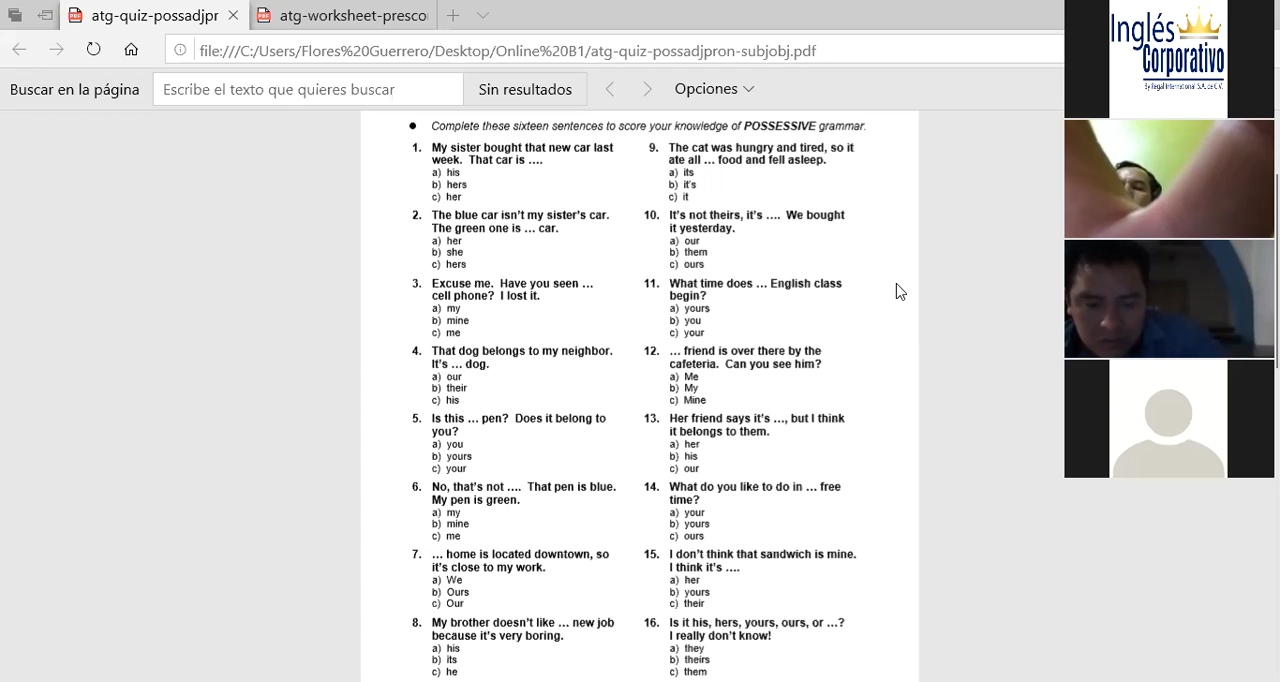 atg-quiz-possadjpr
atg-worksheet-presco
file:///C:/Users/Flores%20Guerrero/Desktop/Online%20B1/atg-quiz-possadjpron-subjobj.pdf
Buscar en la página
Escribe el texto que quieres buscar
Sin resultados
Opciones
Inglés
Corporativo
By Regal International S.A. de C.V.
● Complete these sixteen sentences to score your knowledge of POSSESSIVE grammar.
1. My sister bought that new car last
week. That car is ….
a) his
b) hers
c) her
2. The blue car isn't my sister's car.
The green one is … car.
a) her
b) she
c) hers
3. Excuse me. Have you seen …
cell phone? I lost it.
a) my
b) mine
c) me
4. That dog belongs to my neighbor.
It's … dog.
a) our
b) their
c) his
5. Is this … pen? Does it belong to
you?
a) you
b) yours
c) your
6. No, that's not …. That pen is blue.
My pen is green.
a) my
b) mine
c) me
7. … home is located downtown, so
it's close to my work.
a) We
b) Ours
c) Our
8. My brother doesn't like … new job
because it's very boring.
a) his
b) its
c) he
9. The cat was hungry and tired, so it
ate all … food and fell asleep.
a) its
b) it's
c) it
10. It's not theirs, it's …. We bought
it yesterday.
a) our
b) them
c) ours
11. What time does … English class
begin?
a) yours
b) you
c) your
12. … friend is over there by the
cafeteria. Can you see him?
a) Me
b) My
c) Mine
13. Her friend says it's …, but I think
it belongs to them.
a) her
b) his
c) our
14. What do you like to do in … free
time?
a) your
b) yours
c) ours
15. I don't think that sandwich is mine.
I think it's ….
a) her
b) yours
c) their
16. Is it his, hers, yours, ours, or …?
I really don't know!
a) they
b) theirs
c) them